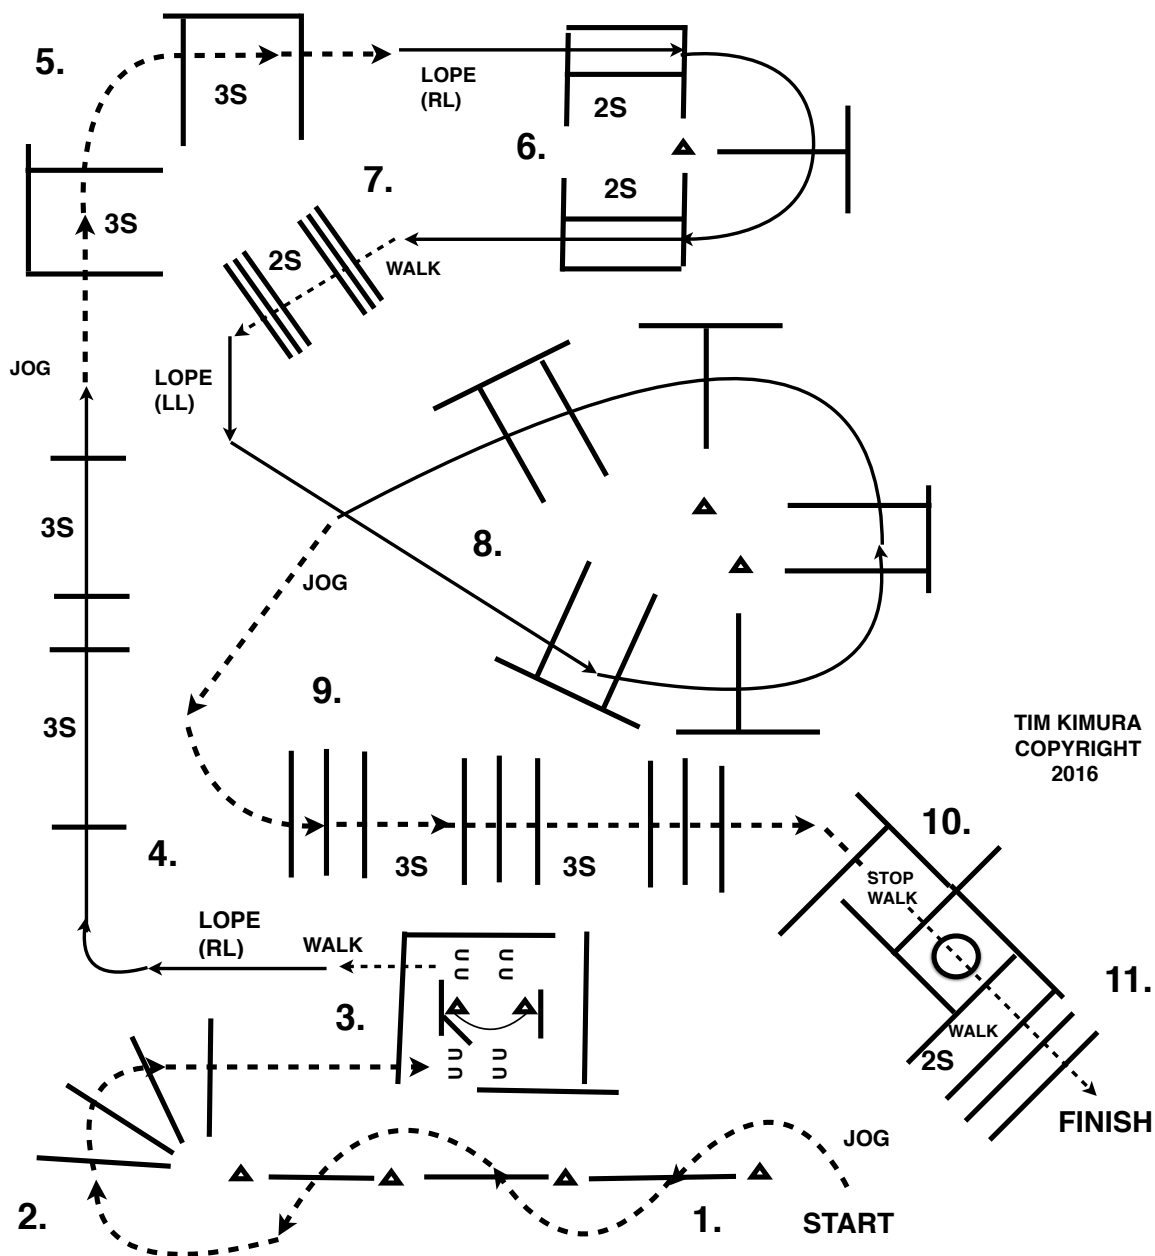 5.
3S
LOPE
(RL)
2S
6.
2S
7.
3S
2S
WALK
JOG
LOPE
(LL)
3S
8.
JOG
3S
9.
TIM KIMURA
COPYRIGHT
2016
10.
4.
3S
3S
STOP
WALK
LOPE
(RL)
WALK
11.
3.
WALK
2S
FINISH
JOG
2.
1.
START